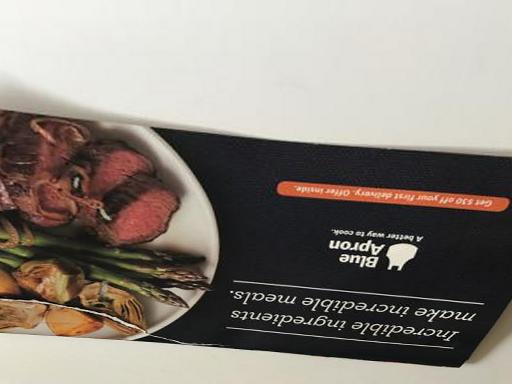 Incredible ingredients
make incredible meals.
Blue
Apron
A better way to cook.
Get $30 off your first delivery. Offer inside.